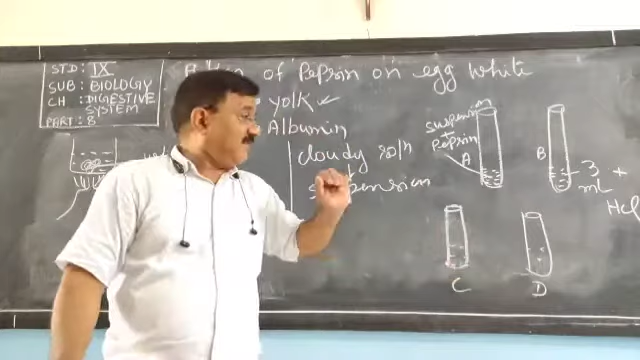 STD: IX
SUB: BIOLOGY
CH: DIGESTIVE
SYSTEM
PART: 8
of Pepsin on egg white
yolk ✓
Albumin
cloudy soln
suspension
+
Pepsin
A
B
3
ml
+
Hcl
C
D